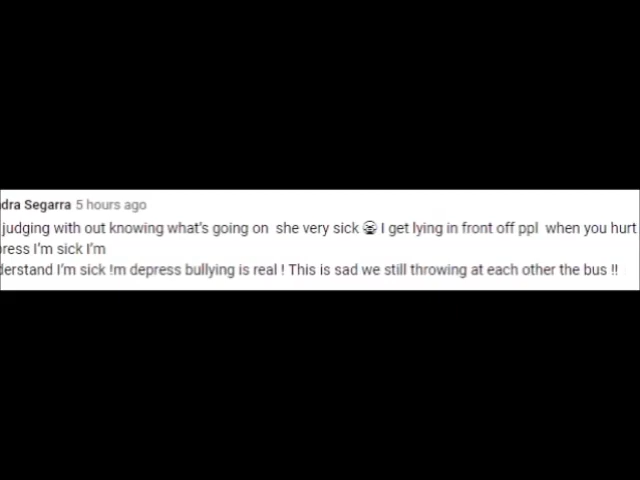 dra Segarra 5 hours ago
judging with out knowing what's going on she very sick 😭 I get lying in front off ppl when you hurt
ress I'm sick I'm
derstand I'm sick !m depress bullying is real ! This is sad we still throwing at each other the bus !!